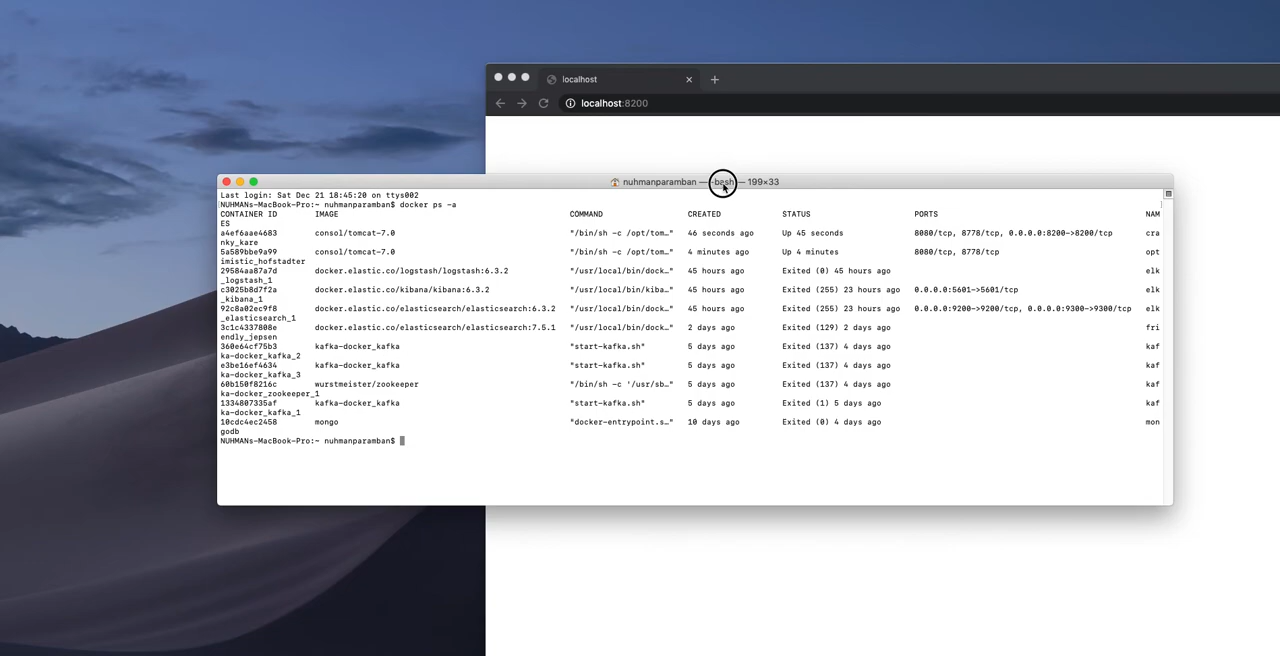 localhost
localhost:8200
nuhmanparamban — -bash — 199×33
Last login: Sat Dec 21 18:45:20 on ttys002
[NUHMANs-MacBook-Pro:~ nuhmanparamban$ docker ps -a ]
CONTAINER ID IMAGE COMMAND CREATED STATUS PORTS NAM
ES
a4ef6aae4683 consol/tomcat-7.0 "/bin/sh -c /opt/tom…" 46 seconds ago Up 45 seconds 8080/tcp, 8778/tcp, 0.0.0.0:8200->8200/tcp cra
nky_kare
5a589bbe9a99 consol/tomcat-7.0 "/bin/sh -c /opt/tom…" 4 minutes ago Up 4 minutes 8080/tcp, 8778/tcp opt
imistic_hofstadter
29584aa87a7d docker.elastic.co/logstash/logstash:6.3.2 "/usr/local/bin/dock…" 45 hours ago Exited (0) 45 hours ago elk
_logstash_1
c3025b8d7f2a docker.elastic.co/kibana/kibana:6.3.2 "/usr/local/bin/kiba…" 45 hours ago Exited (255) 23 hours ago 0.0.0.0:5601->5601/tcp elk
_kibana_1
92c8a02ec9f8 docker.elastic.co/elasticsearch/elasticsearch:6.3.2 "/usr/local/bin/dock…" 45 hours ago Exited (255) 23 hours ago 0.0.0.0:9200->9200/tcp, 0.0.0.0:9300->9300/tcp elk
_elasticsearch_1
3c1c4337808e docker.elastic.co/elasticsearch/elasticsearch:7.5.1 "/usr/local/bin/dock…" 2 days ago Exited (129) 2 days ago fri
endly_jepsen
360e64cf75b3 kafka-docker_kafka "start-kafka.sh" 5 days ago Exited (137) 4 days ago kaf
ka-docker_kafka_2
e3be16ef4634 kafka-docker_kafka "start-kafka.sh" 5 days ago Exited (137) 4 days ago kaf
ka-docker_kafka_3
60b150f8216c wurstmeister/zookeeper "/bin/sh -c '/usr/sb…" 5 days ago Exited (137) 4 days ago kaf
ka-docker_zookeeper_1
1334807335af kafka-docker_kafka "start-kafka.sh" 5 days ago Exited (1) 5 days ago kaf
ka-docker_kafka_1
10cdc4ec2458 mongo "docker-entrypoint.s…" 10 days ago Exited (0) 4 days ago mon
godb
NUHMANs-MacBook-Pro:~ nuhmanparamban$